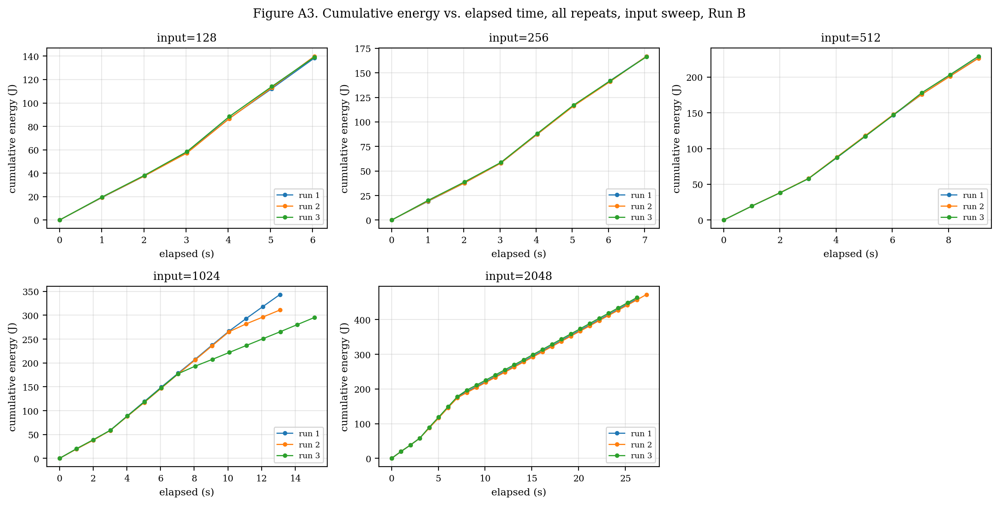 Figure A3. Cumulative energy vs. elapsed time, all repeats, input sweep, Run B
input=128
cumulative energy (J)
140
120
100
80
60
40
20
0
0 1 2 3 4 5 6
elapsed (s)
run 1
run 2
run 3
input=256
cumulative energy (J)
175
150
125
100
75
50
25
0
0 1 2 3 4 5 6 7
elapsed (s)
run 1
run 2
run 3
input=512
cumulative energy (J)
200
150
100
50
0
0 2 4 6 8
elapsed (s)
run 1
run 2
run 3
input=1024
cumulative energy (J)
350
300
250
200
150
100
50
0
0 2 4 6 8 10 12 14
elapsed (s)
run 1
run 2
run 3
input=2048
cumulative energy (J)
400
300
200
100
0
0 5 10 15 20 25
elapsed (s)
run 1
run 2
run 3